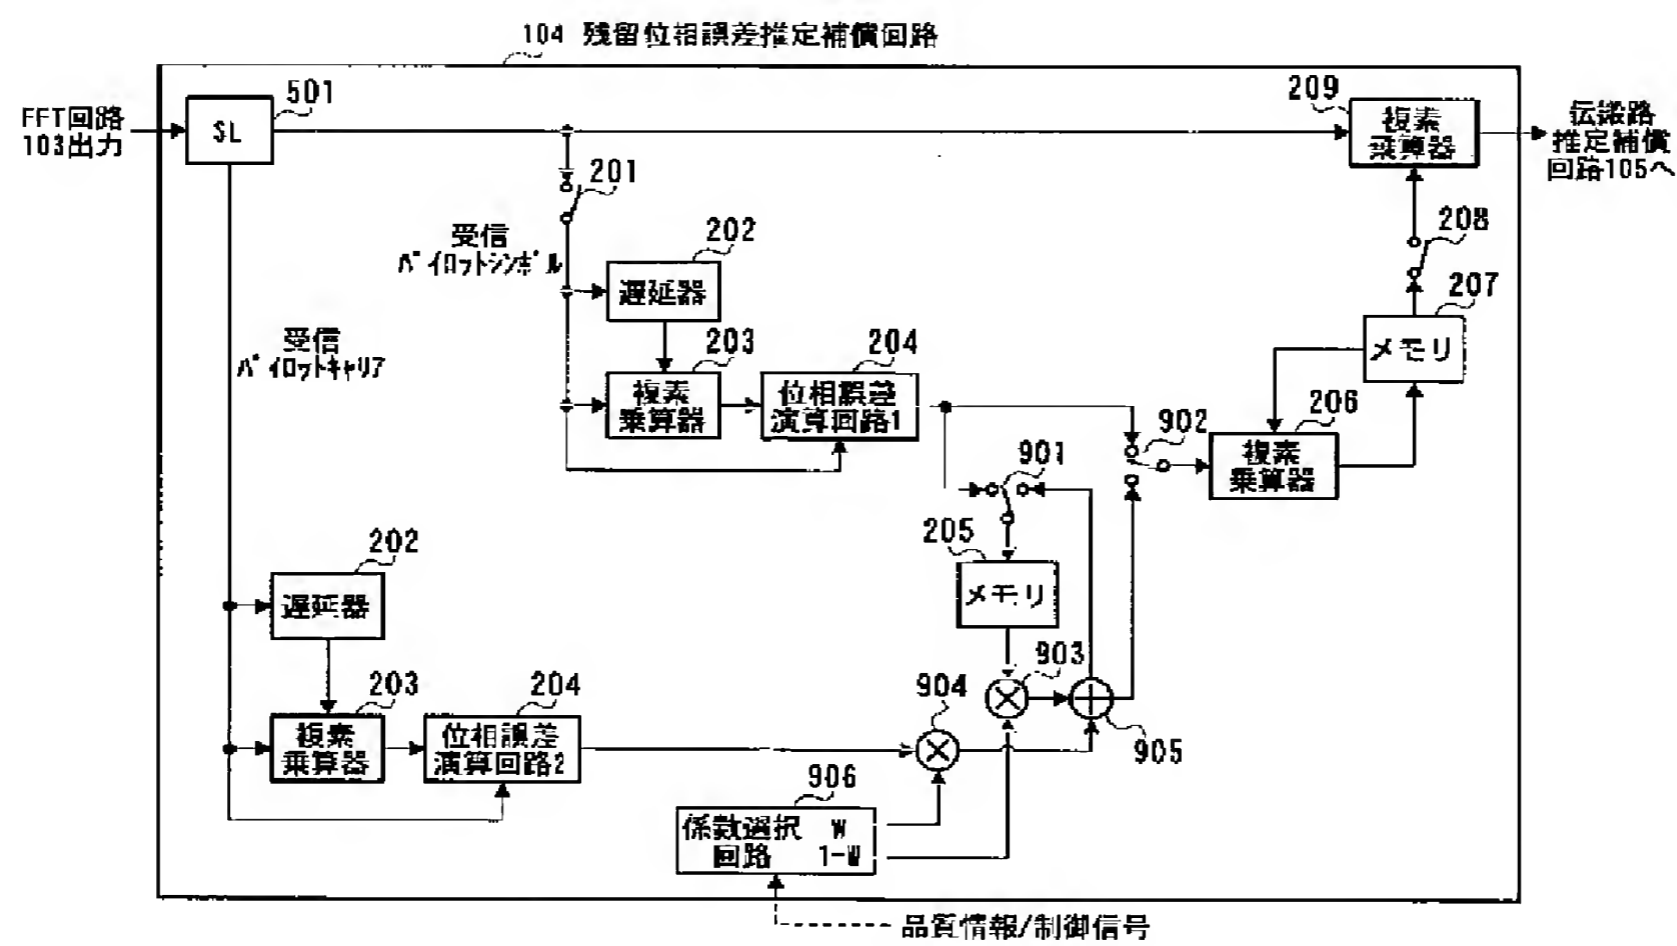 104 残留位相誤差推定補償回路
FFT回路
103出力
SL
501
209
複素
乗算器
伝搬路
推定補償
回路105へ
201
受信
パイロットシンボル
202
遅延器
208
207
メモリ
受信
パイロットキャリア
203
複素
乗算器
204
位相誤差
演算回路1
902
206
複素
乗算器
901
205
メモリ
202
遅延器
203
複素
乗算器
204
位相誤差
演算回路2
904
903
905
906
係数選択 W
回路 1-W
品質情報/制御信号